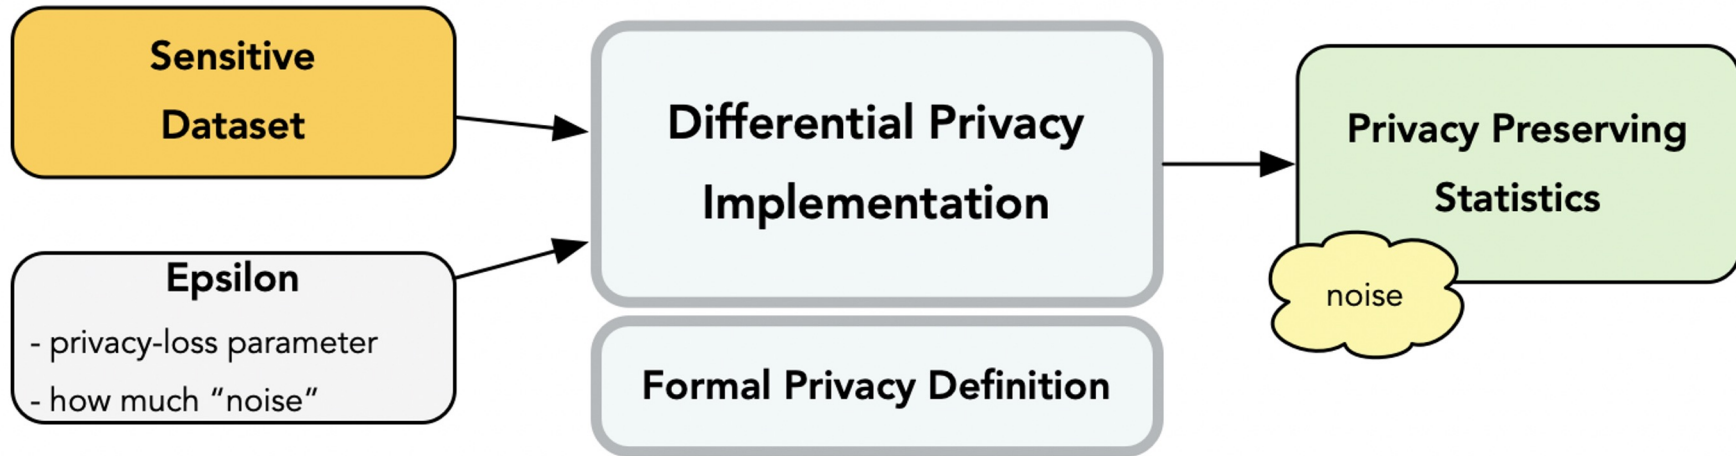 Sensitive
Dataset
Epsilon
- privacy-loss parameter
- how much “noise”
Differential Privacy
Implementation
Formal Privacy Definition
Privacy Preserving
Statistics
noise